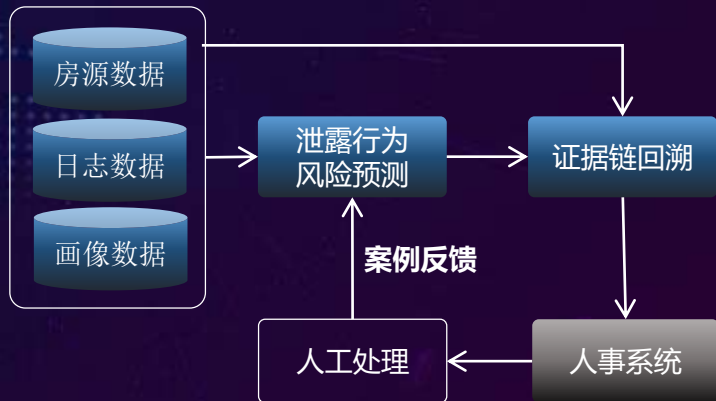 房源数据
日志数据
画像数据
泄露行为
风险预测
证据链回溯
案例反馈
人工处理
人事系统